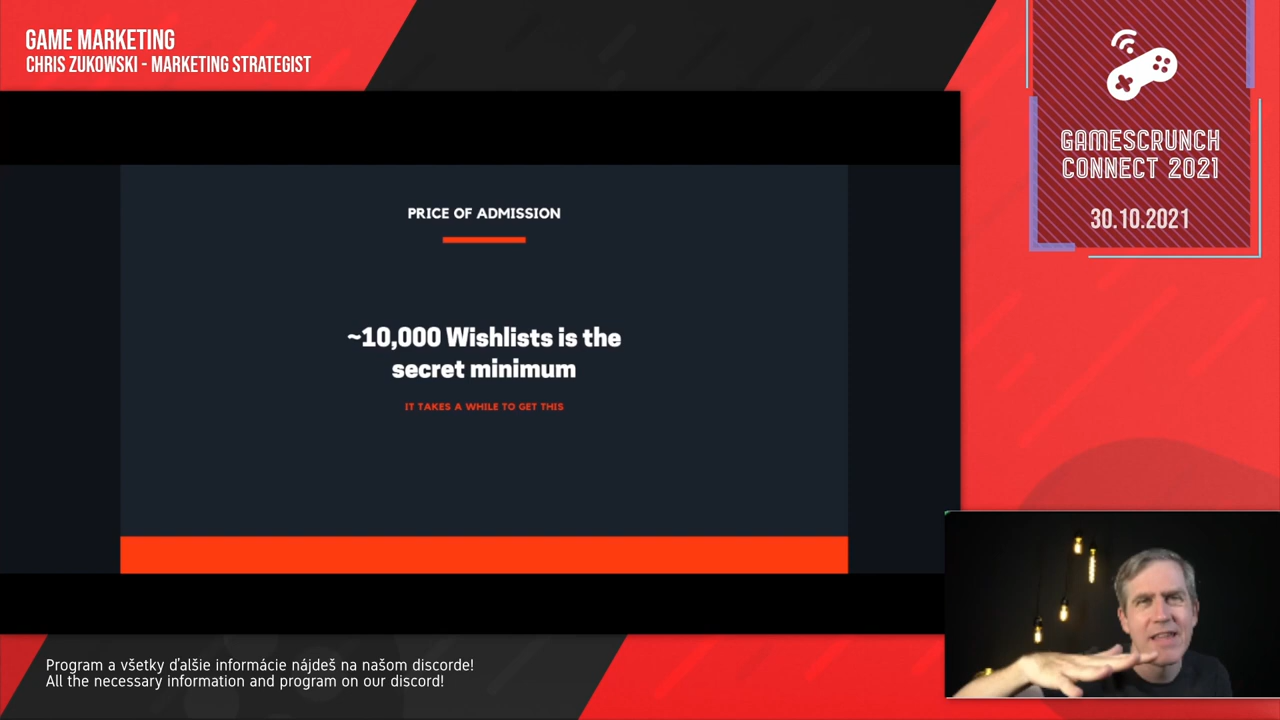 GAME MARKETING
CHRIS ZUKOWSKI - MARKETING STRATEGIST
GAMESCRUNCH
CONNECT 2021
30.10.2021
PRICE OF ADMISSION
~10,000 Wishlists is the
secret minimum
IT TAKES A WHILE TO GET THIS
Program a všetky ďalšie informácie nájdeš na našom discorde!
All the necessary information and program on our discord!